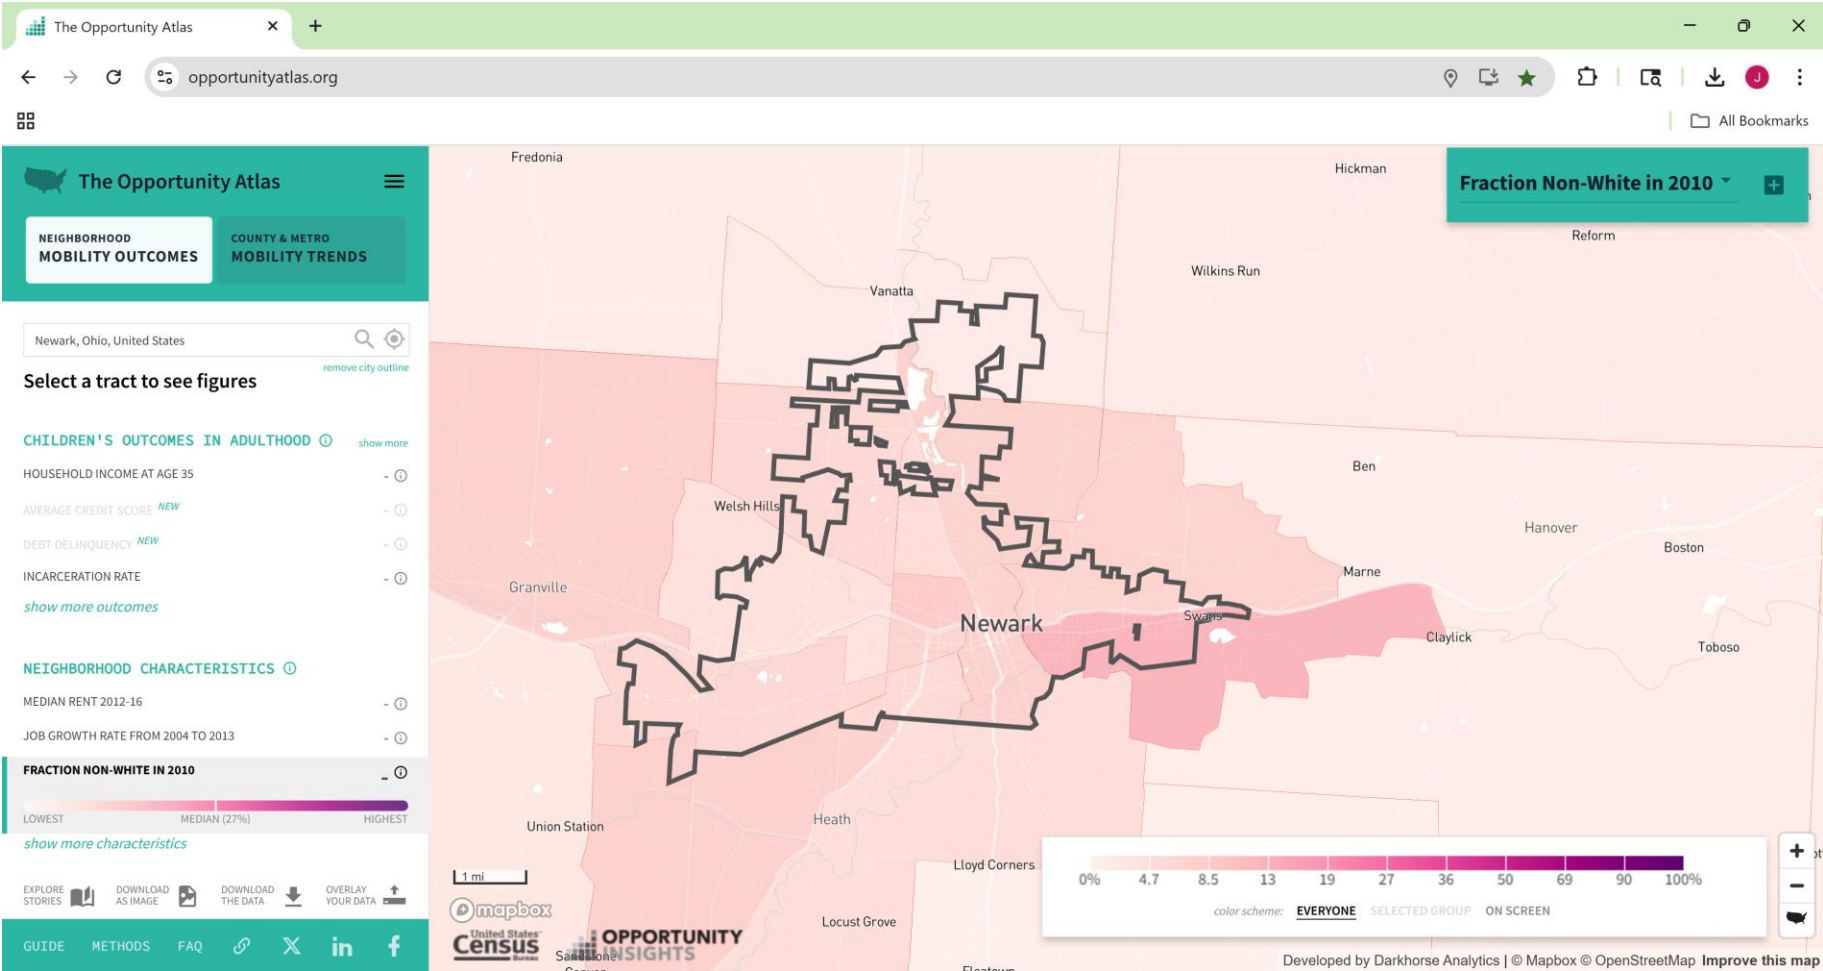 The Opportunity Atlas
opportunityatlas.org
J
All Bookmarks
The Opportunity Atlas
NEIGHBORHOOD
MOBILITY OUTCOMES
COUNTY & METRO
MOBILITY TRENDS
Newark, Ohio, United States
remove city outline
Select a tract to see figures
CHILDREN'S OUTCOMES IN ADULTHOOD
show more
HOUSEHOLD INCOME AT AGE 35 -
AVERAGE CREDIT SCORE NEW -
DEBT DELINQUENCY NEW -
INCARCERATION RATE -
show more outcomes
NEIGHBORHOOD CHARACTERISTICS
MEDIAN RENT 2012-16 -
JOB GROWTH RATE FROM 2004 TO 2013 -
FRACTION NON-WHITE IN 2010 -
LOWEST MEDIAN (27%) HIGHEST
show more characteristics
EXPLORE
STORIES
DOWNLOAD
AS IMAGE
DOWNLOAD
THE DATA
OVERLAY
YOUR DATA
GUIDE METHODS FAQ X in f
Fraction Non-White in 2010
Fredonia
Hickman
Reform
Wilkins Run
Vanatta
Ben
Welsh Hills
Hanover
Boston
Marne
Granville
Newark
Swans
Claylick
Toboso
Union Station
Heath
Lloyd Corners
Locust Grove
1 mi
mapbox
United States
Census
Bureau
OPPORTUNITY
INSIGHTS
0% 4.7 8.5 13 19 27 36 50 69 90 100%
color scheme: EVERYONE SELECTED GROUP ON SCREEN
Developed by Darkhorse Analytics | © Mapbox © OpenStreetMap Improve this map